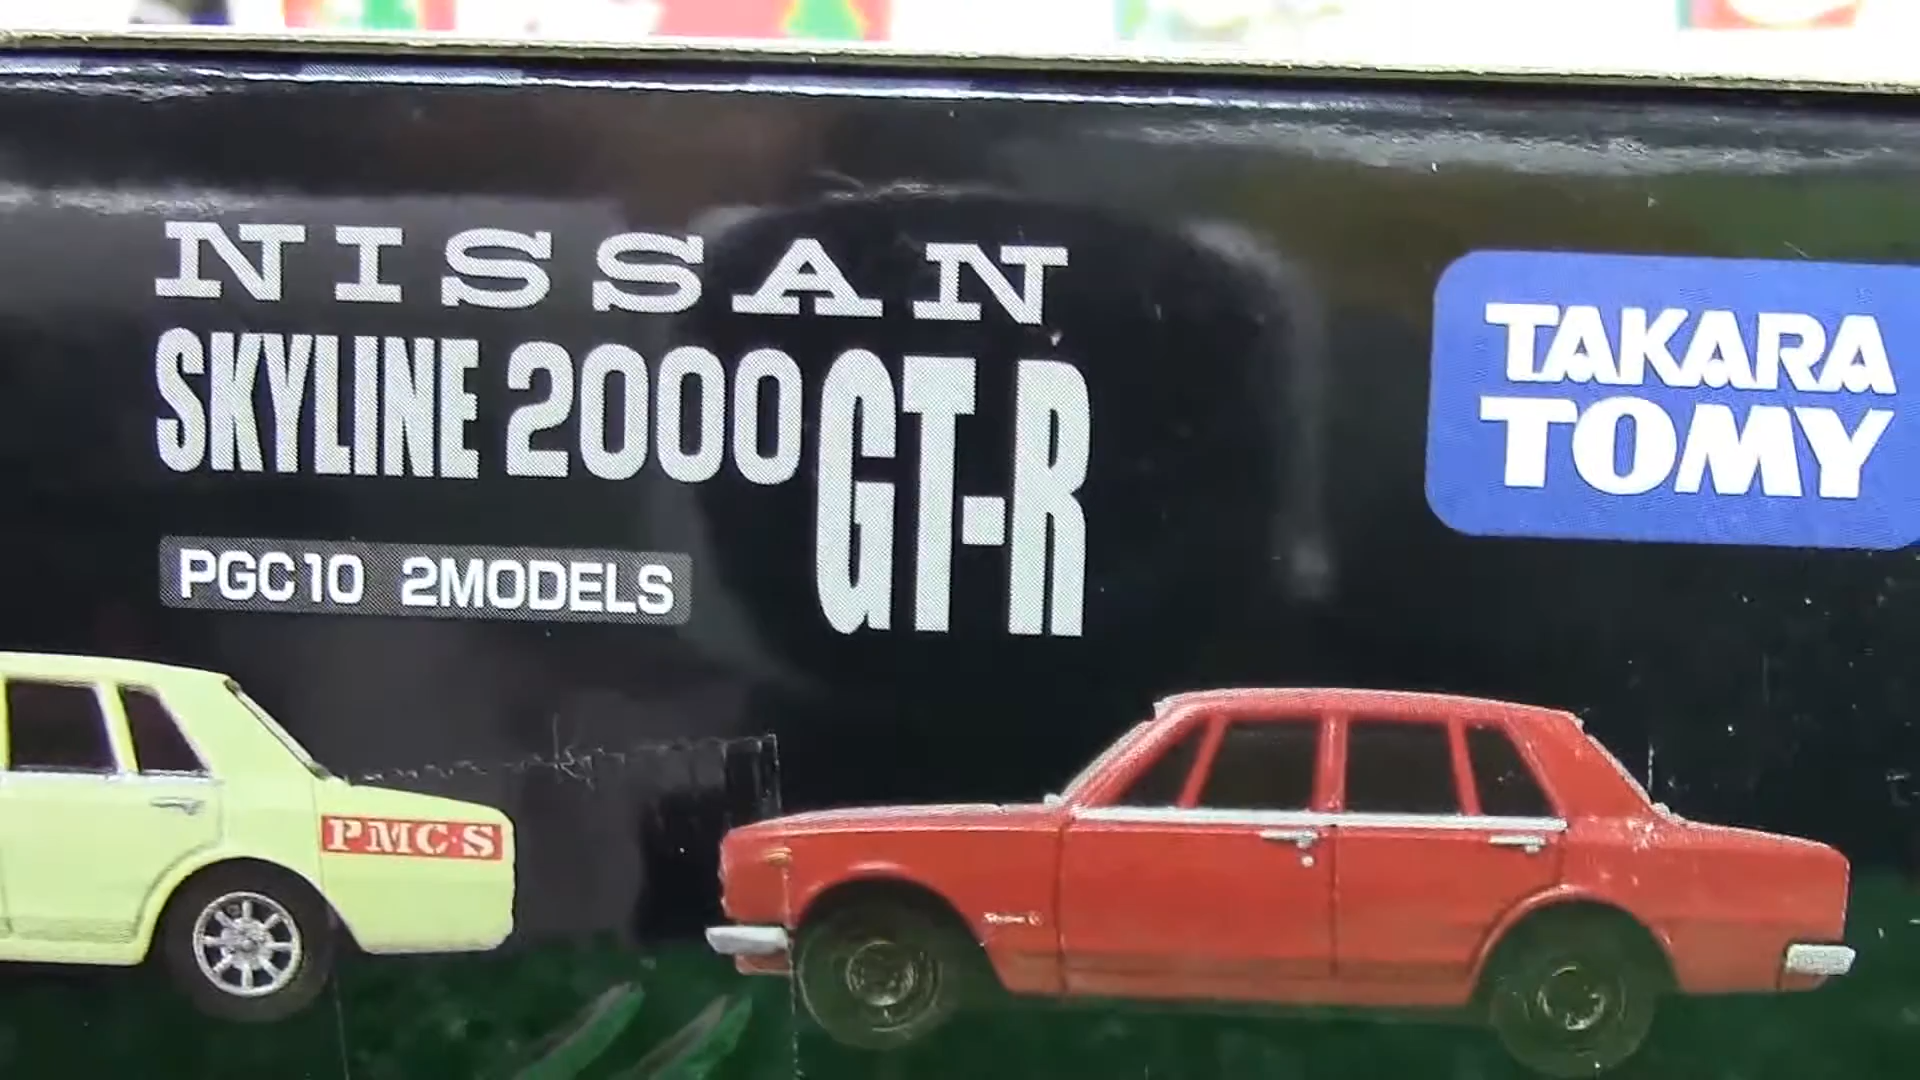 NISSAN
SKYLINE 2000 GT-R
PGC10 2MODELS
TAKARA
TOMY
PMC·S